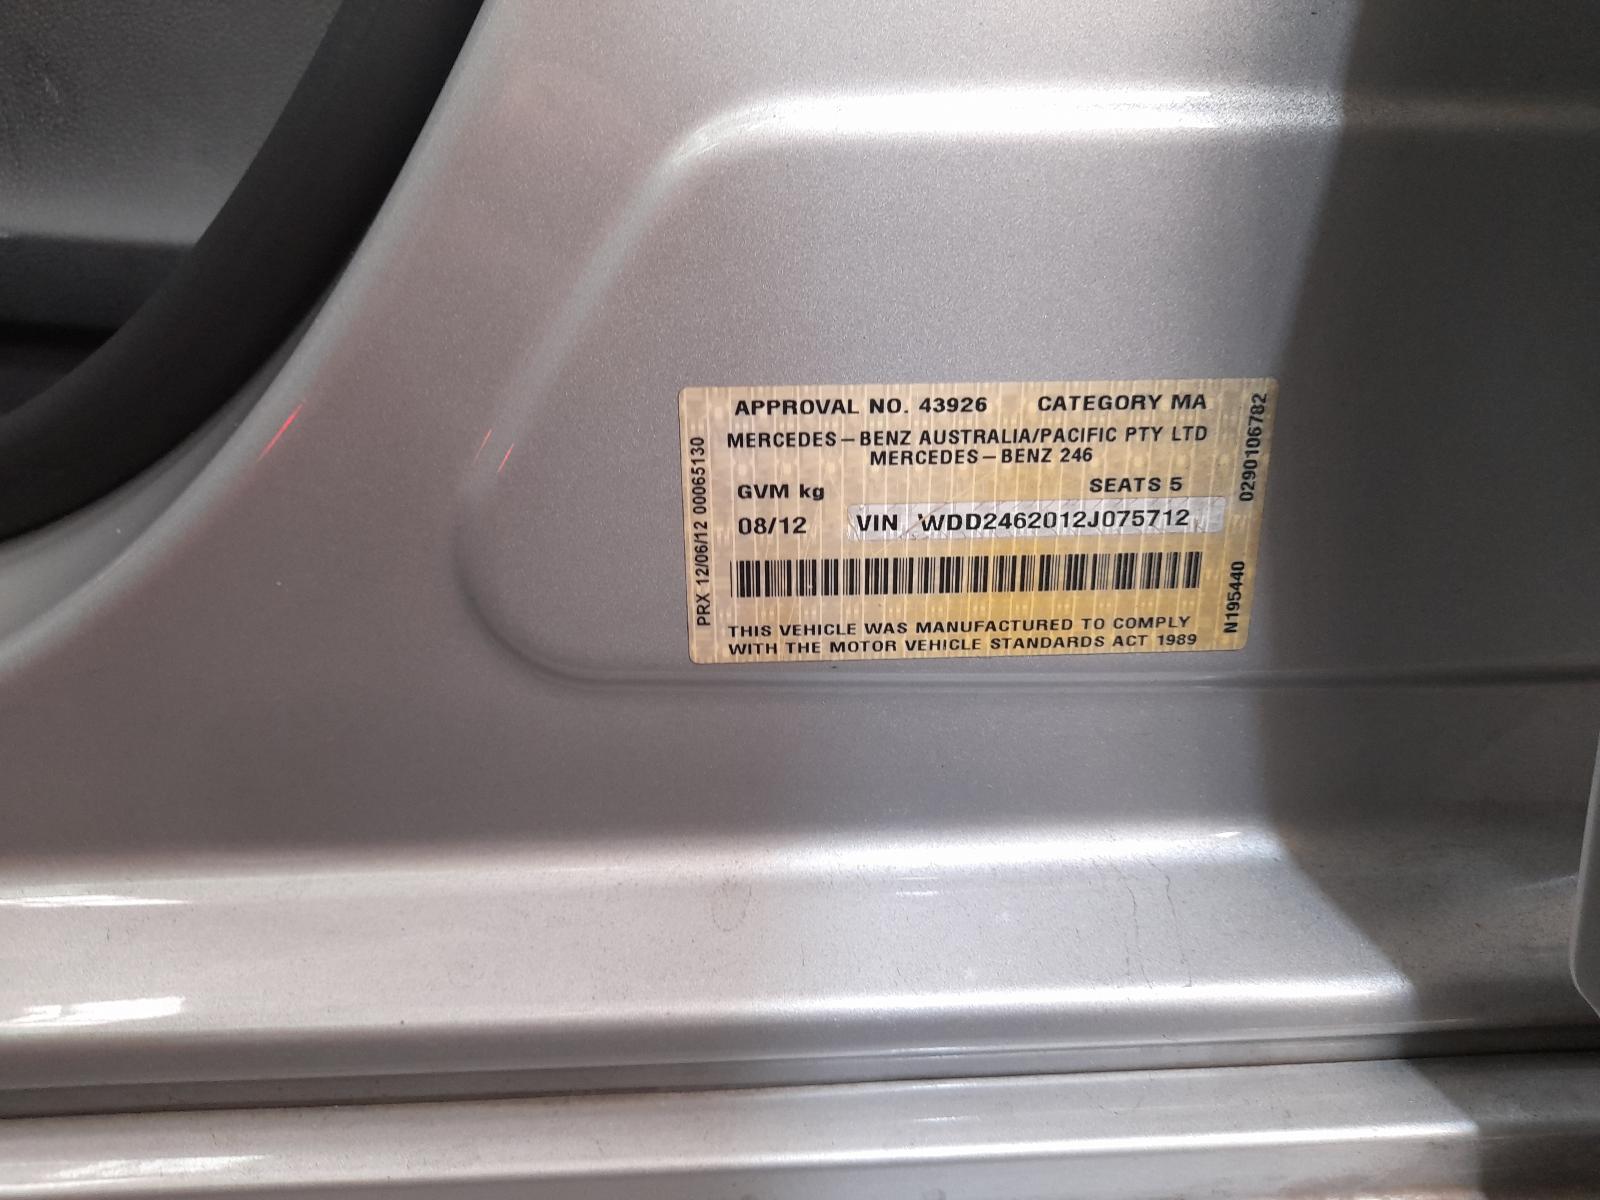 APPROVAL NO. 43926 CATEGORY MA
MERCEDES-BENZ AUSTRALIA/PACIFIC PTY LTD
MERCEDES-BENZ 246
GVM kg SEATS 5
08/12 VIN WDD2462012J075712
THIS VEHICLE WAS MANUFACTURED TO COMPLY
WITH THE MOTOR VEHICLE STANDARDS ACT 1989
PRX 12/06/12 00065130
0290106782
N195440